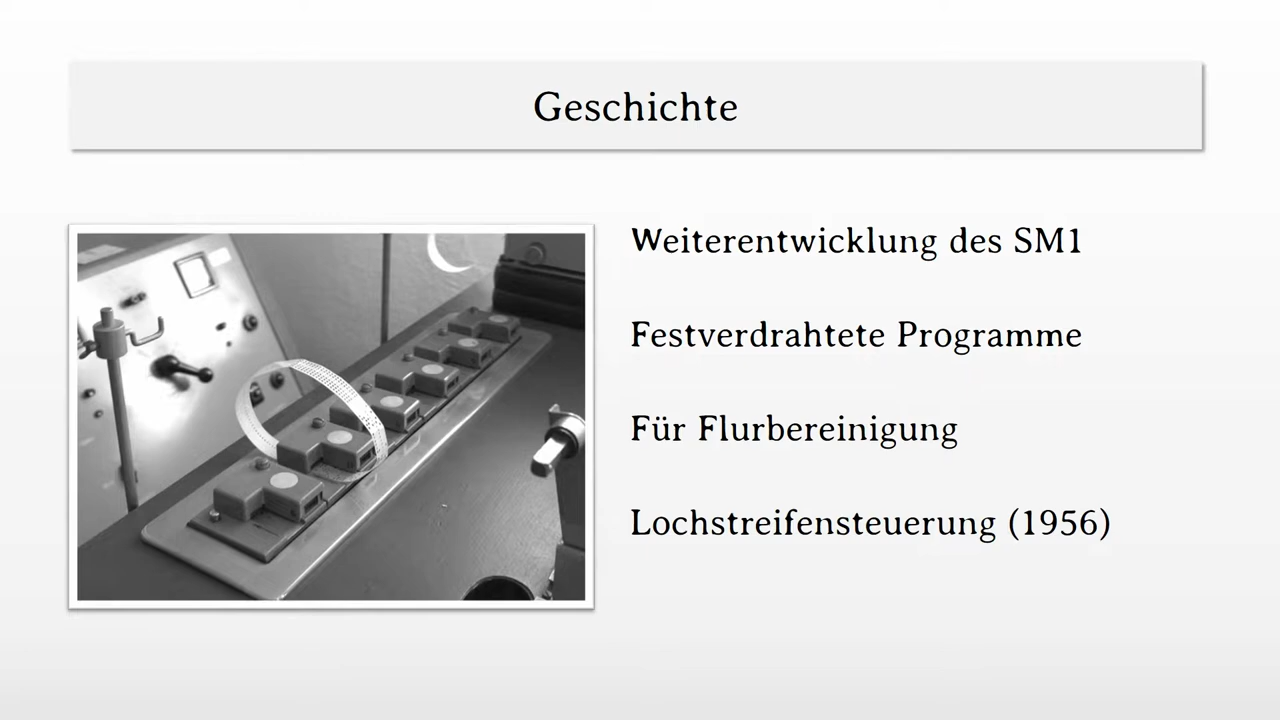 Geschichte
Weiterentwicklung des SM1
Festverdrahtete Programme
Für Flurbereinigung
Lochstreifensteuerung (1956)